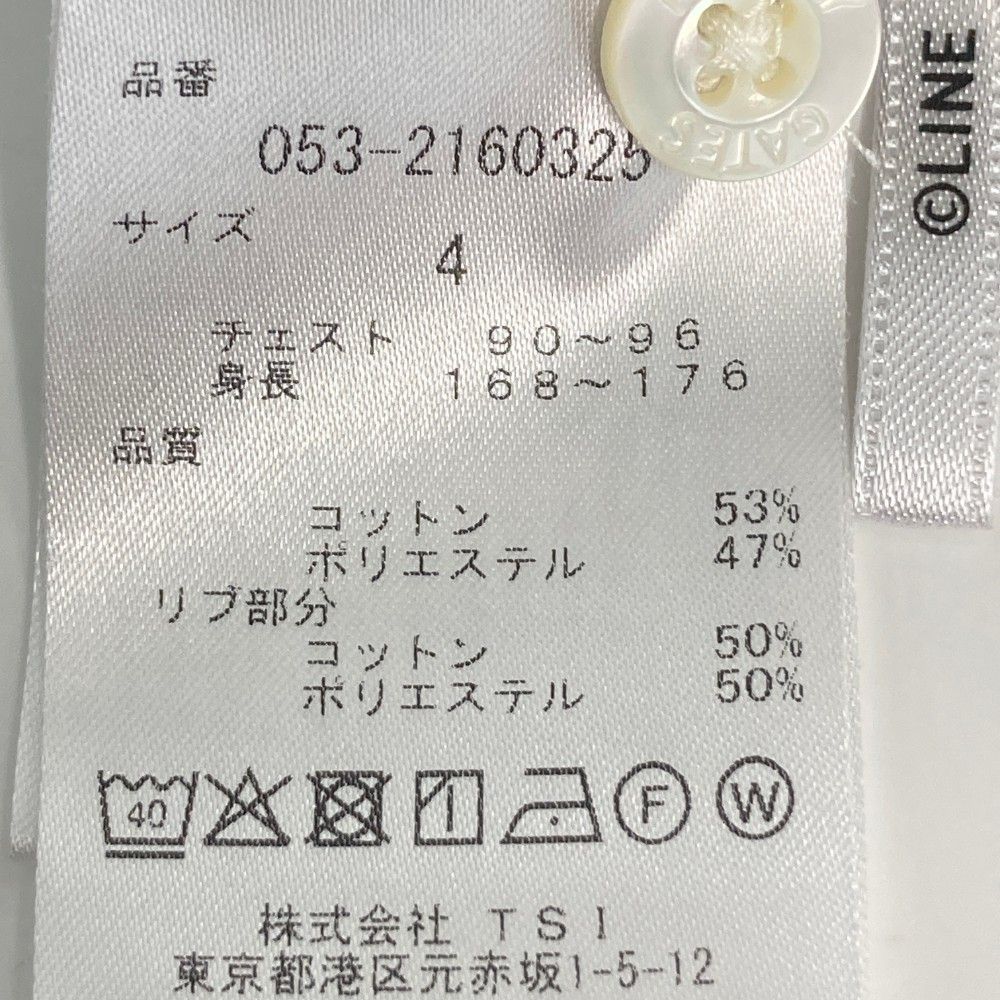 品番
053-2160325
サイズ
4
チェスト 90~96
身長 168~176
品質
コットン 53%
ポリエステル 47%
リブ部分
コットン 50%
ポリエステル 50%
40
F
W
株式会社 TSI
東京都港区元赤坂1-5-12
GATES
©LINE